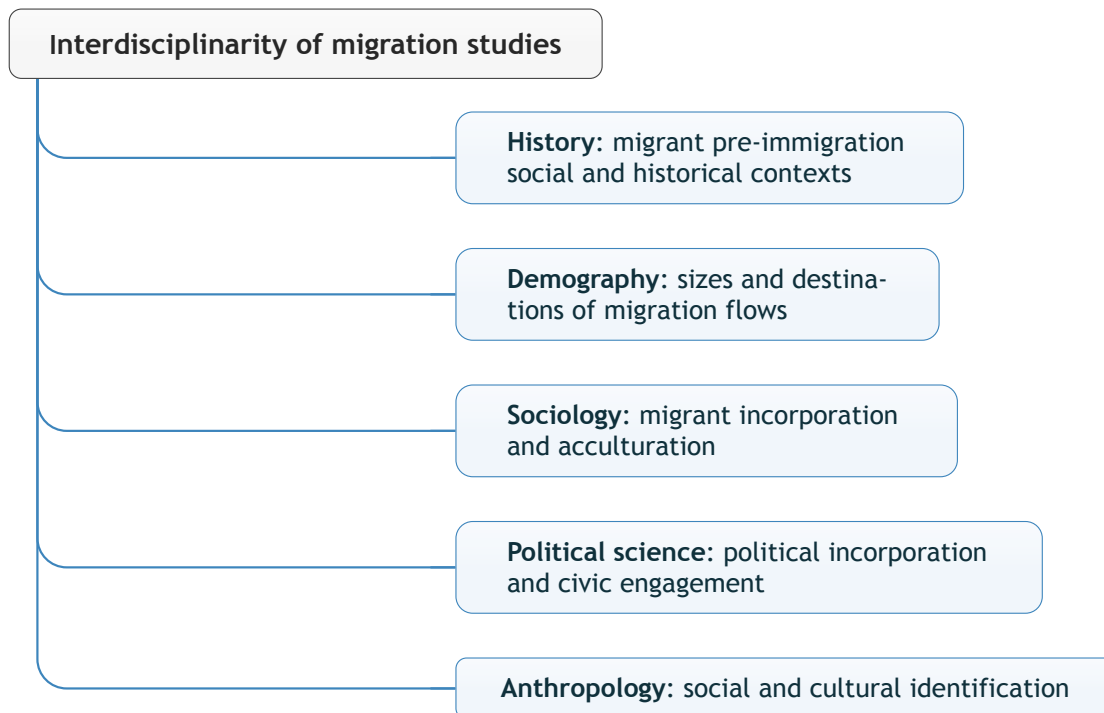 Interdisciplinarity of migration studies
History: migrant pre-immigration
social and historical contexts
Demography: sizes and destina-
tions of migration flows
Sociology: migrant incorporation
and acculturation
Political science: political incorporation
and civic engagement
Anthropology: social and cultural identification